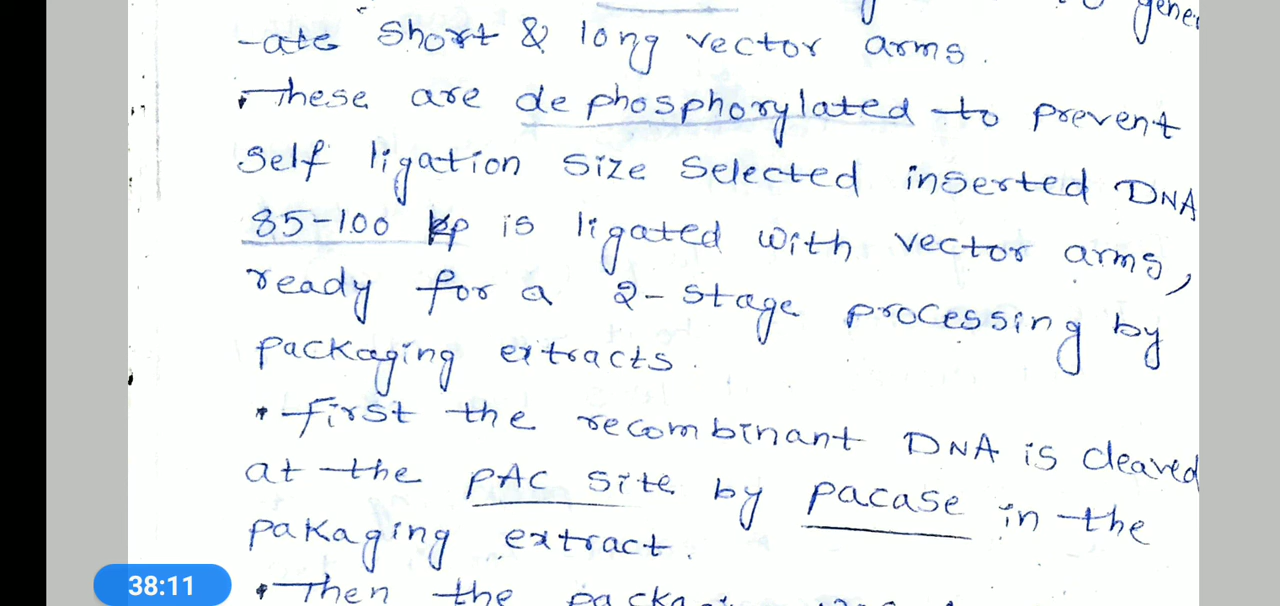 gene
-ate short & long vector arms.
• These are dephosphorylated to prevent
self ligation size selected inserted DNA
85-100 kp is ligated with vector arms,
ready for a 2-stage processing by
packaging extracts.
• first the recombinant DNA is cleaved
at the PAC site by pacase in the
pakaging extract.
38:11
• Then the